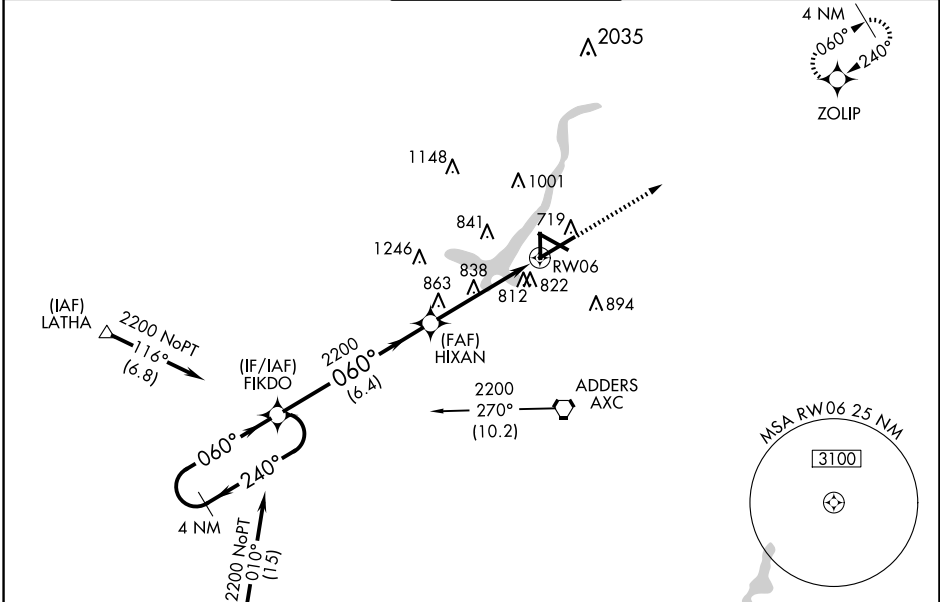 4 NM
060°
240°
ZOLIP
2035
1148
1001
841
719
1246
838
863
RW06
812
822
894
(FAF)
HIXAN
(IAF)
LATHA
2200 NoPT
116°
(6.8)
(IF/IAF)
FIKDO
2200
060°
(6.4)
2200
270°
(10.2)
ADDERS
AXC
060°
240°
4 NM
2200 NoPT
010°
(15)
MSA RW06 25 NM
3100